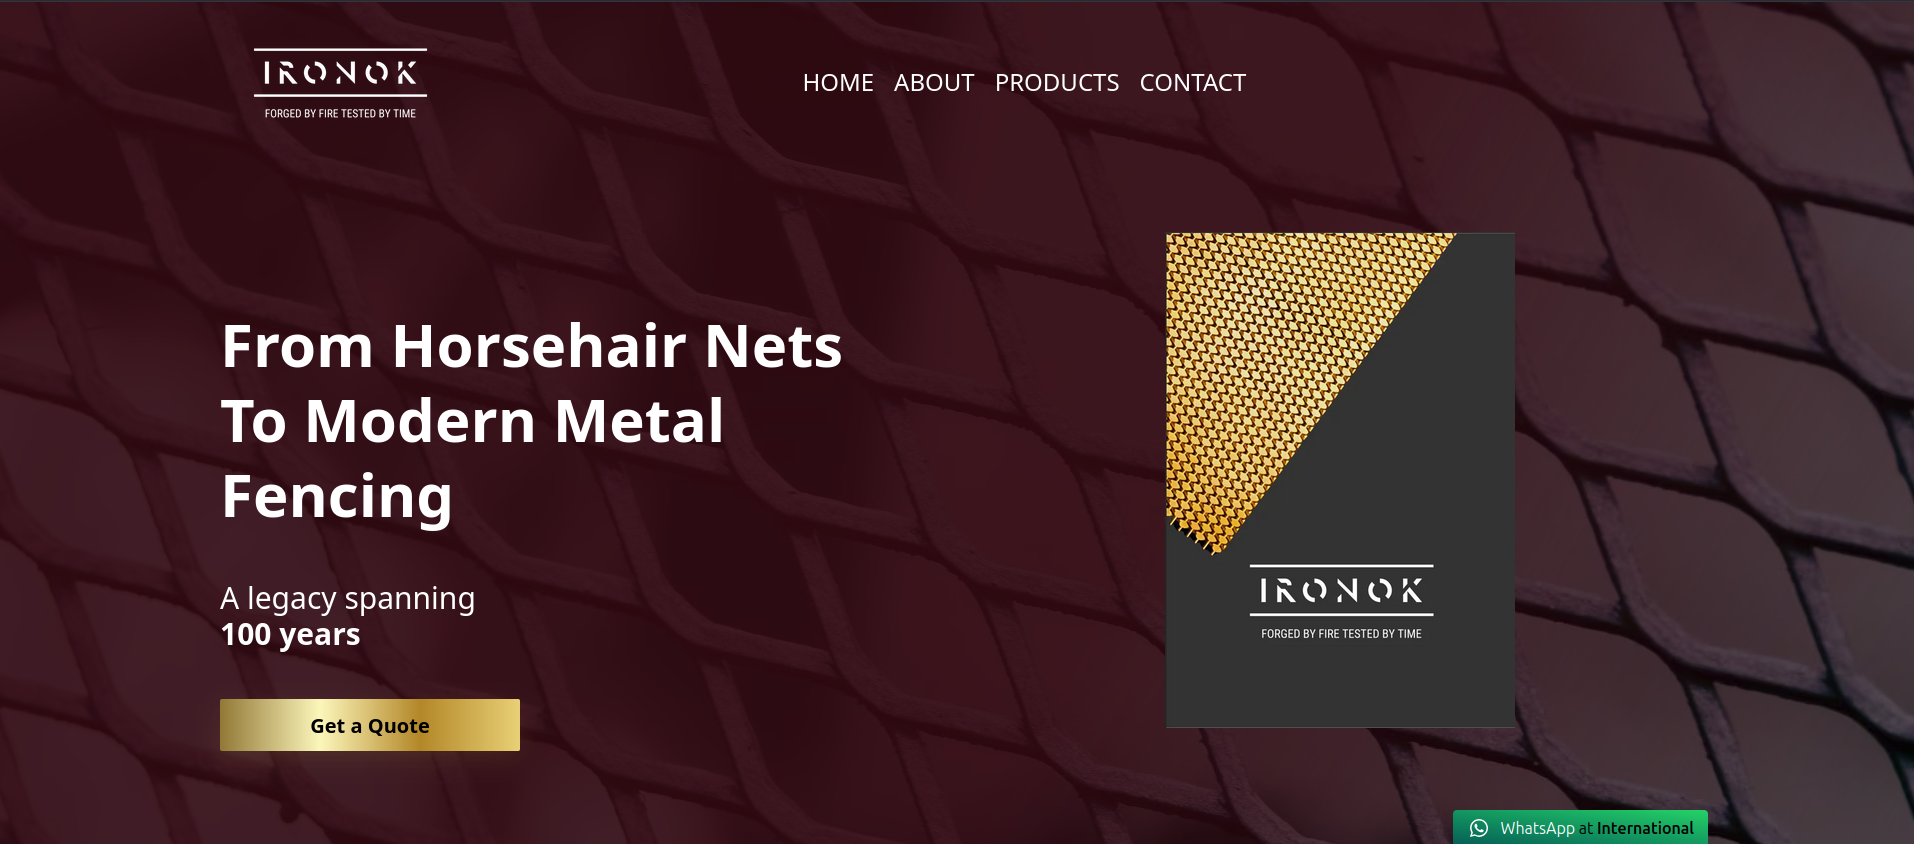 IRONOK
FORGED BY FIRE TESTED BY TIME
HOME ABOUT PRODUCTS CONTACT
From Horsehair Nets
To Modern Metal
Fencing
A legacy spanning
100 years
Get a Quote
IRONOK
FORGED BY FIRE TESTED BY TIME
WhatsApp at International